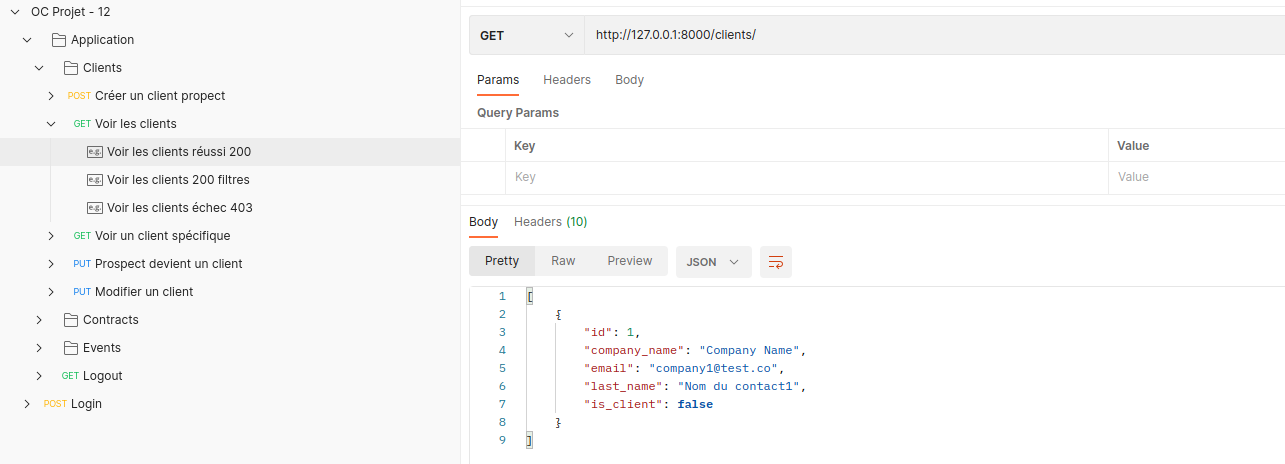 OC Projet - 12
Application
Clients
POST Créer un client propect
GET Voir les clients
e.g. Voir les clients réussi 200
e.g. Voir les clients 200 filtres
e.g. Voir les clients échec 403
GET Voir un client spécifique
PUT Prospect devient un client
PUT Modifier un client
Contracts
Events
GET Logout
POST Login
GET http://127.0.0.1:8000/clients/
Params Headers Body
Query Params
Key Value
Key Value
Body Headers (10)
Pretty Raw Preview JSON
1 [
2 {
3 "id": 1,
4 "company_name": "Company Name",
5 "email": "company1@test.co",
6 "last_name": "Nom du contact1",
7 "is_client": false
8 }
9 ]